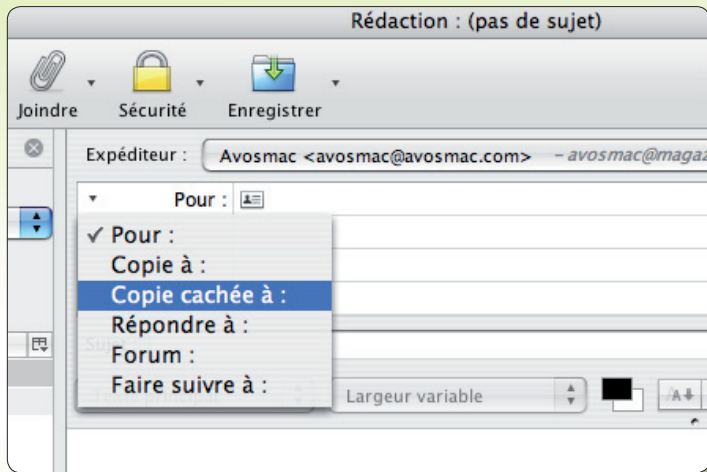 Rédaction : (pas de sujet)
Joindre Sécurité Enregistrer
Expéditeur : Avosmac <avosmac@avosmac.com> – avosmac@magaz
Pour :
✓ Pour :
Copie à :
Copie cachée à :
Répondre à :
Forum :
Faire suivre à :
Largeur variable
A